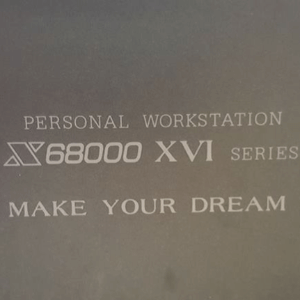 PERSONAL WORKSTATION
X68000 XVI SERIES
MAKE YOUR DREAM